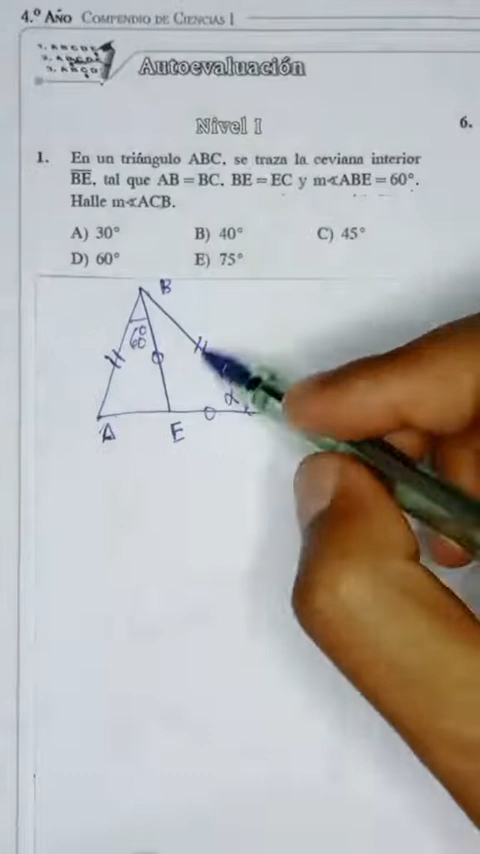 4.º AÑO COMPENDIO DE CIENCIAS I
Autoevaluación
Nivel I
6.
1. En un triángulo ABC, se traza la ceviana interior
BE, tal que AB = BC, BE = EC y m∢ABE = 60°.
Halle m∢ACB.
A) 30° B) 40° C) 45°
D) 60° E) 75°
B
60
60
α
A E